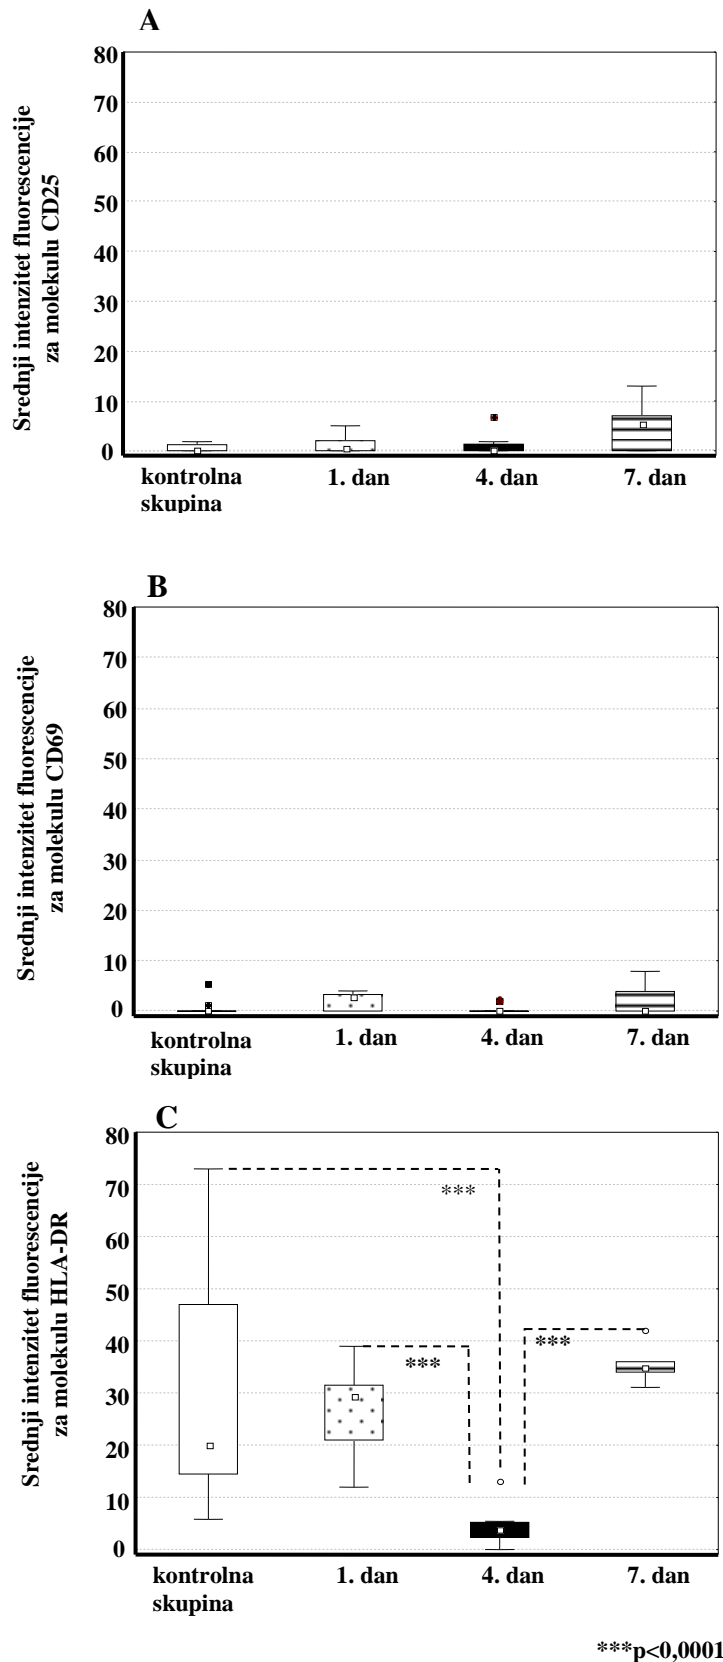 A
Srednji intenzitet fluorescencije
za molekulu CD25
80
70
60
50
40
30
20
10
0
kontrolna
skupina
1. dan
4. dan
7. dan
B
Srednji intenzitet fluorescencije
za molekulu CD69
80
70
60
50
40
30
20
10
0
kontrolna
skupina
1. dan
4. dan
7. dan
C
Srednji intenzitet fluorescencije
za molekulu HLA-DR
80
70
60
50
40
30
20
10
0
***
***
***
kontrolna
skupina
1. dan
4. dan
7. dan
***p<0,0001